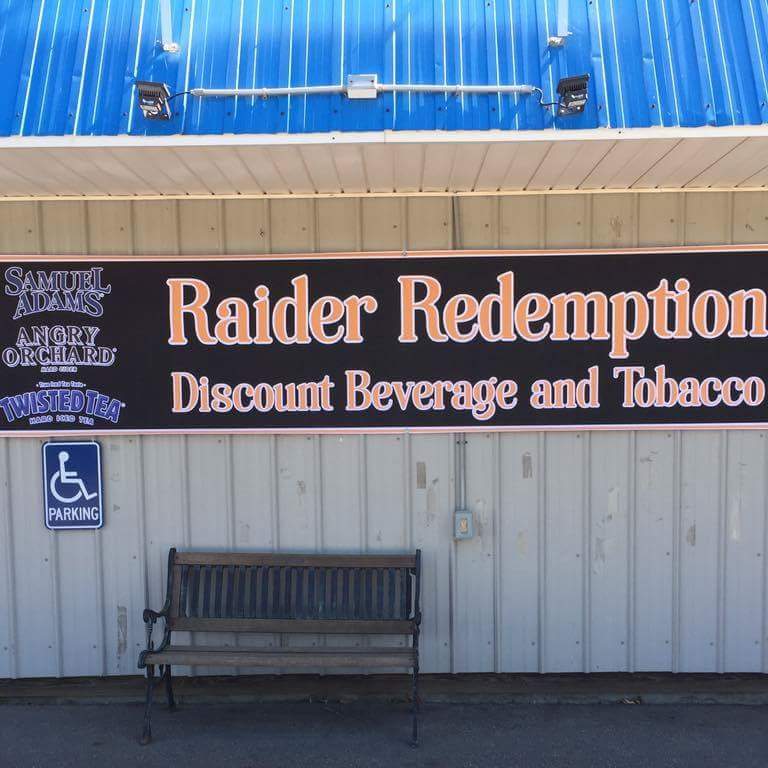 SAMUEL
ADAMS
ANGRY
ORCHARD
HARD CIDER
TWISTED TEA
HARD ICED TEA
Raider Redemption
Discount Beverage and Tobacco
PARKING